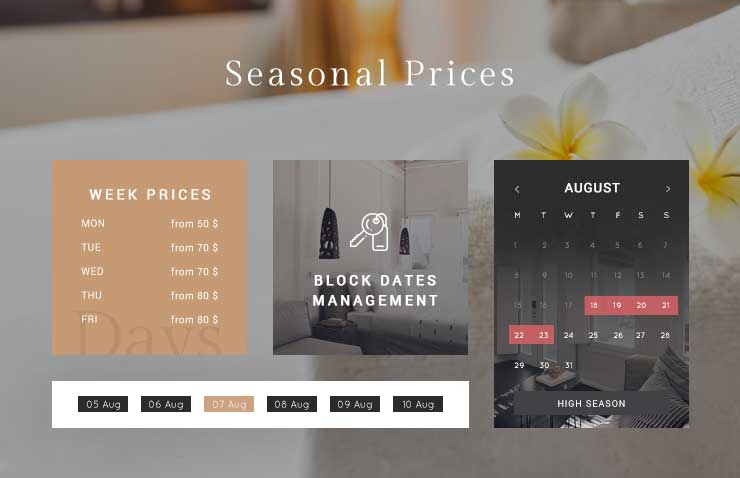 Seasonal Prices
WEEK PRICES
MON from 50 $
TUE from 70 $
WED from 70 $
THU from 80 $
FRI from 80 $
Days
BLOCK DATES
MANAGEMENT
05 Aug 06 Aug 07 Aug 08 Aug 09 Aug 10 Aug
‹ AUGUST ›
M T W T F S S
1 2 3 4 5 6 7
8 9 10 11 12 13 14
15 16 17 18 19 20 21
22 23 24 25 26 27 28
29 30 31
HIGH SEASON